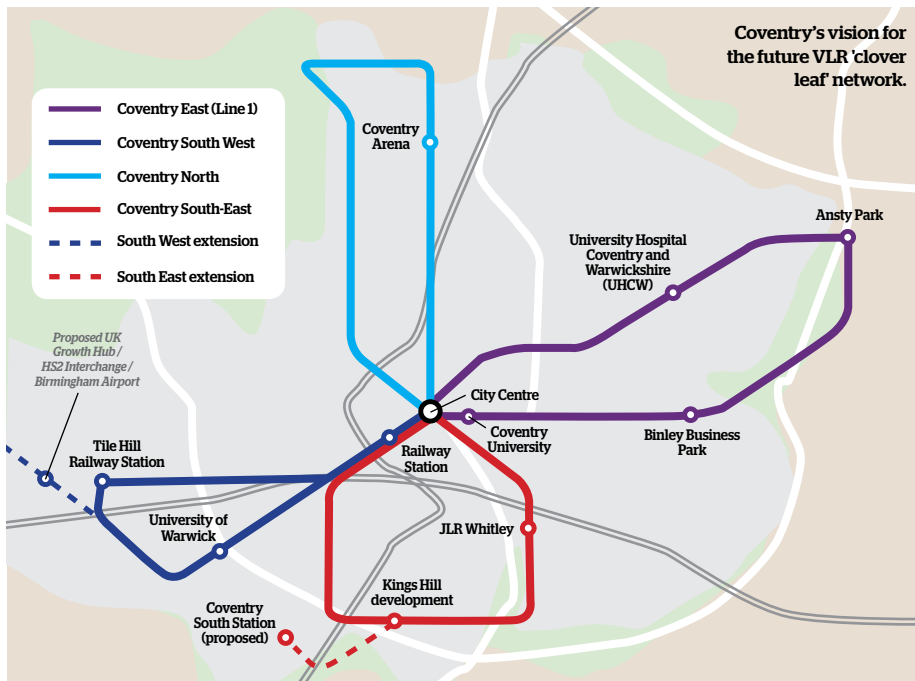 Coventry's vision for
the future VLR 'clover
leaf' network.
Coventry East (Line 1)
Coventry South West
Coventry North
Coventry South-East
South West extension
South East extension
Coventry
Arena
Ansty Park
University Hospital
Coventry and
Warwickshire
(UHCW)
Proposed UK
Growth Hub /
HS2 Interchange /
Birmingham Airport
City Centre
Coventry
University
Binley Business
Park
Railway
Station
Tile Hill
Railway Station
University of
Warwick
JLR Whitley
Kings Hill
development
Coventry
South Station
(proposed)